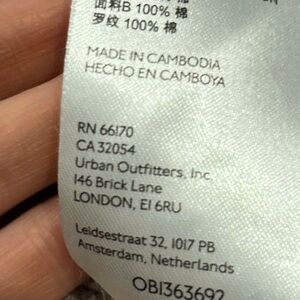 面料B 100% 棉
罗纹 100% 棉
MADE IN CAMBODIA
HECHO EN CAMBOYA
RN 66170
CA 32054
Urban Outfitters, Inc.
146 Brick Lane
LONDON, E1 6RU
Leidsestraat 32, 1017 PB
Amsterdam, Netherlands
OB1363692